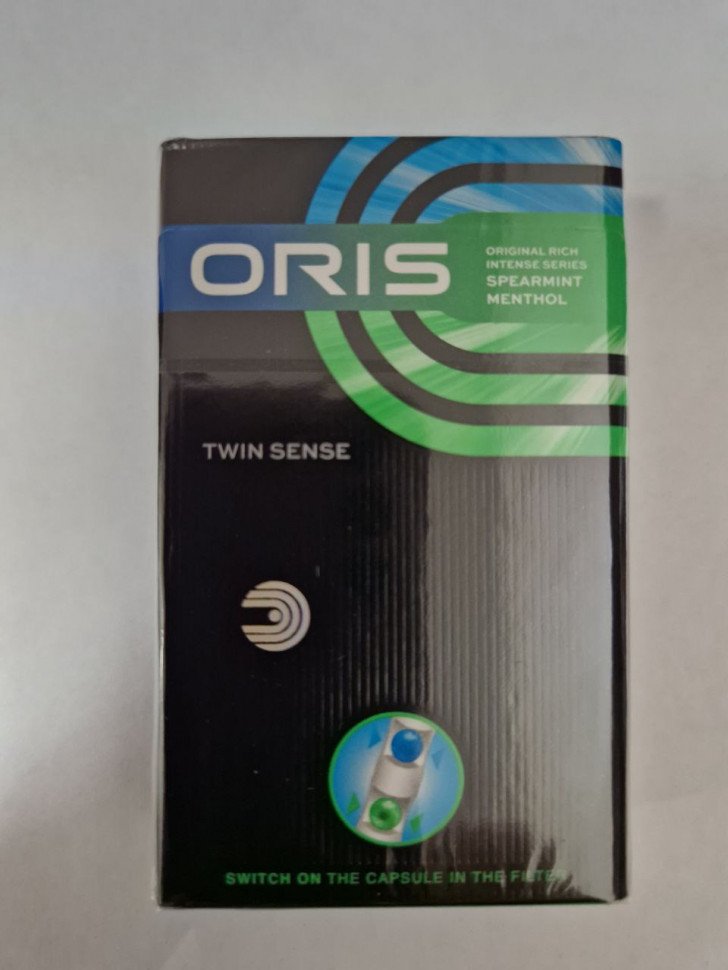 ORIS
ORIGINAL RICH
INTENSE SERIES
SPEARMINT
MENTHOL
TWIN SENSE
SWITCH ON THE CAPSULE IN THE FILTER